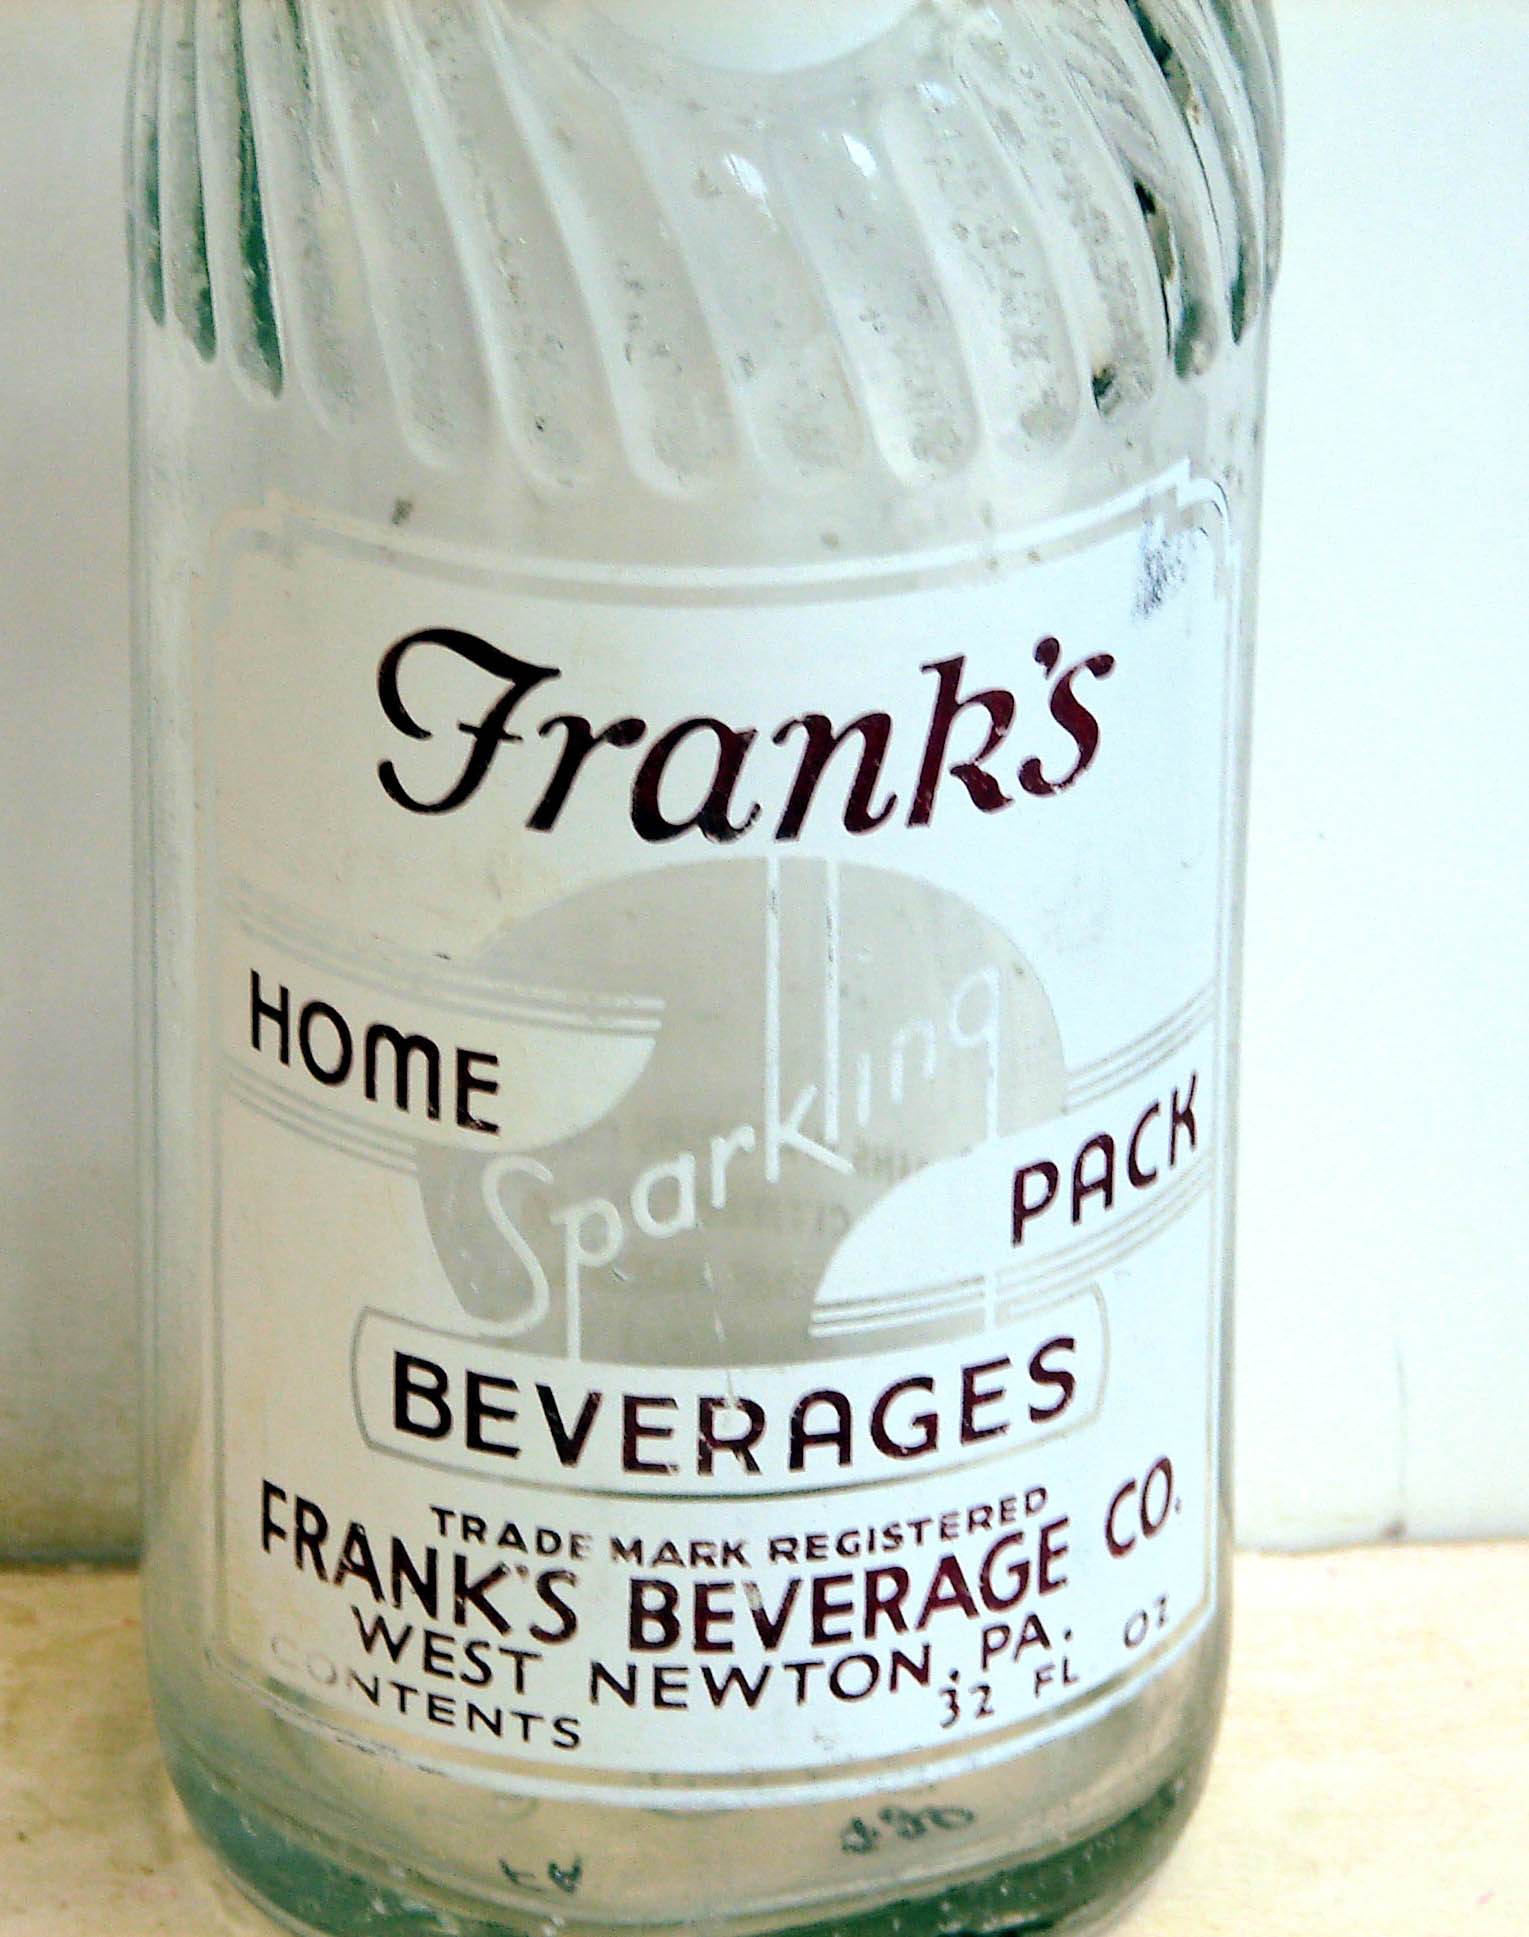 Frank's
HOME Sparkling PACK
BEVERAGES
TRADE MARK REGISTERED
FRANK'S BEVERAGE CO.
WEST NEWTON, PA.
CONTENTS 32 FL. OZ